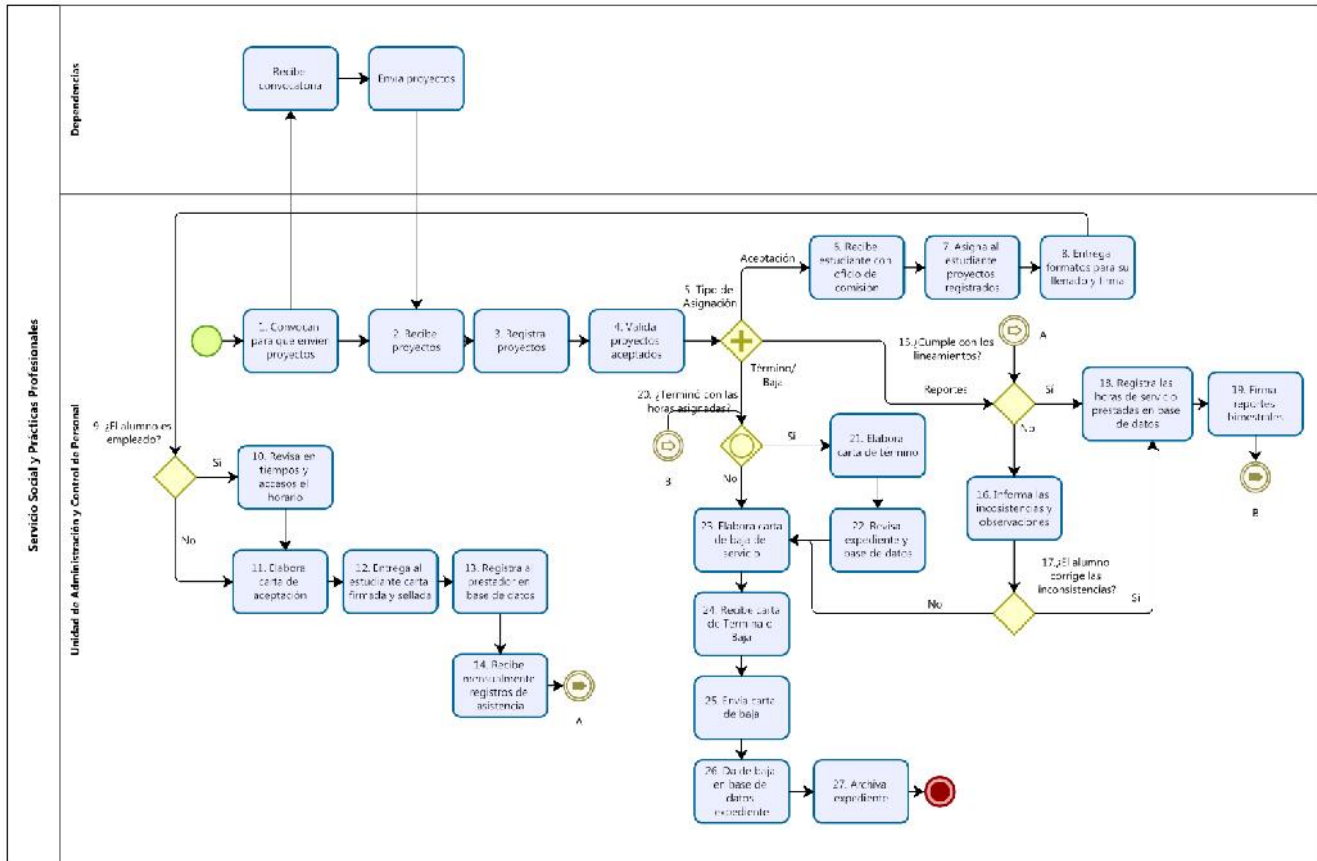 Servicio Social y Prácticas Profesionales
Dependencias
Recibe
convocatoria
Envia proyectos
Unidad de Administración y Control de Personal
1. Convocan
para que envien
proyectos
2. Recibe
proyectos
3. Registra
proyectos
4. Valida
proyectos
aceptados
5. Tipo de
Asignación
Aceptación
6. Recibe
estudiante con
oficio de
comisión
7. Asigna al
estudiante
proyectos
registrados
8. Entrega
formatos para su
llenado y firma
Reportes
Término/
Baja
9. ¿El alumno es
empleado?
Sí
No
10. Revisa en
tiempos y
accesos el
horario
11. Elabora
carta de
aceptación
12. Entrega al
estudiante carta
firmada y sellada
13. Registra al
prestador en
base de datos
14. Recibe
mensualmente
registros de
asistencia
A
A
15. ¿Cumple con los
lineamientos?
Sí
No
16. Informa las
incosistencias y
observaciones
17. ¿El alumno
corrige las
inconsistencias?
Sí
No
18. Registra las
horas de servicio
prestadas en base
de datos
19. Firma
reportes
bimestrales
B
20. ¿Terminó con las
horas asignadas?
B
Sí
No
21. Elabora
carta de termino
22. Revisa
expediente y
base de datos
23. Elabora carta
de baja de
servicio
24. Recibe carta
de Termina o
Baja
25. Envía carta
de baja
26. Da de baja
en base de
datos
expediente
27. Archiva
expediente